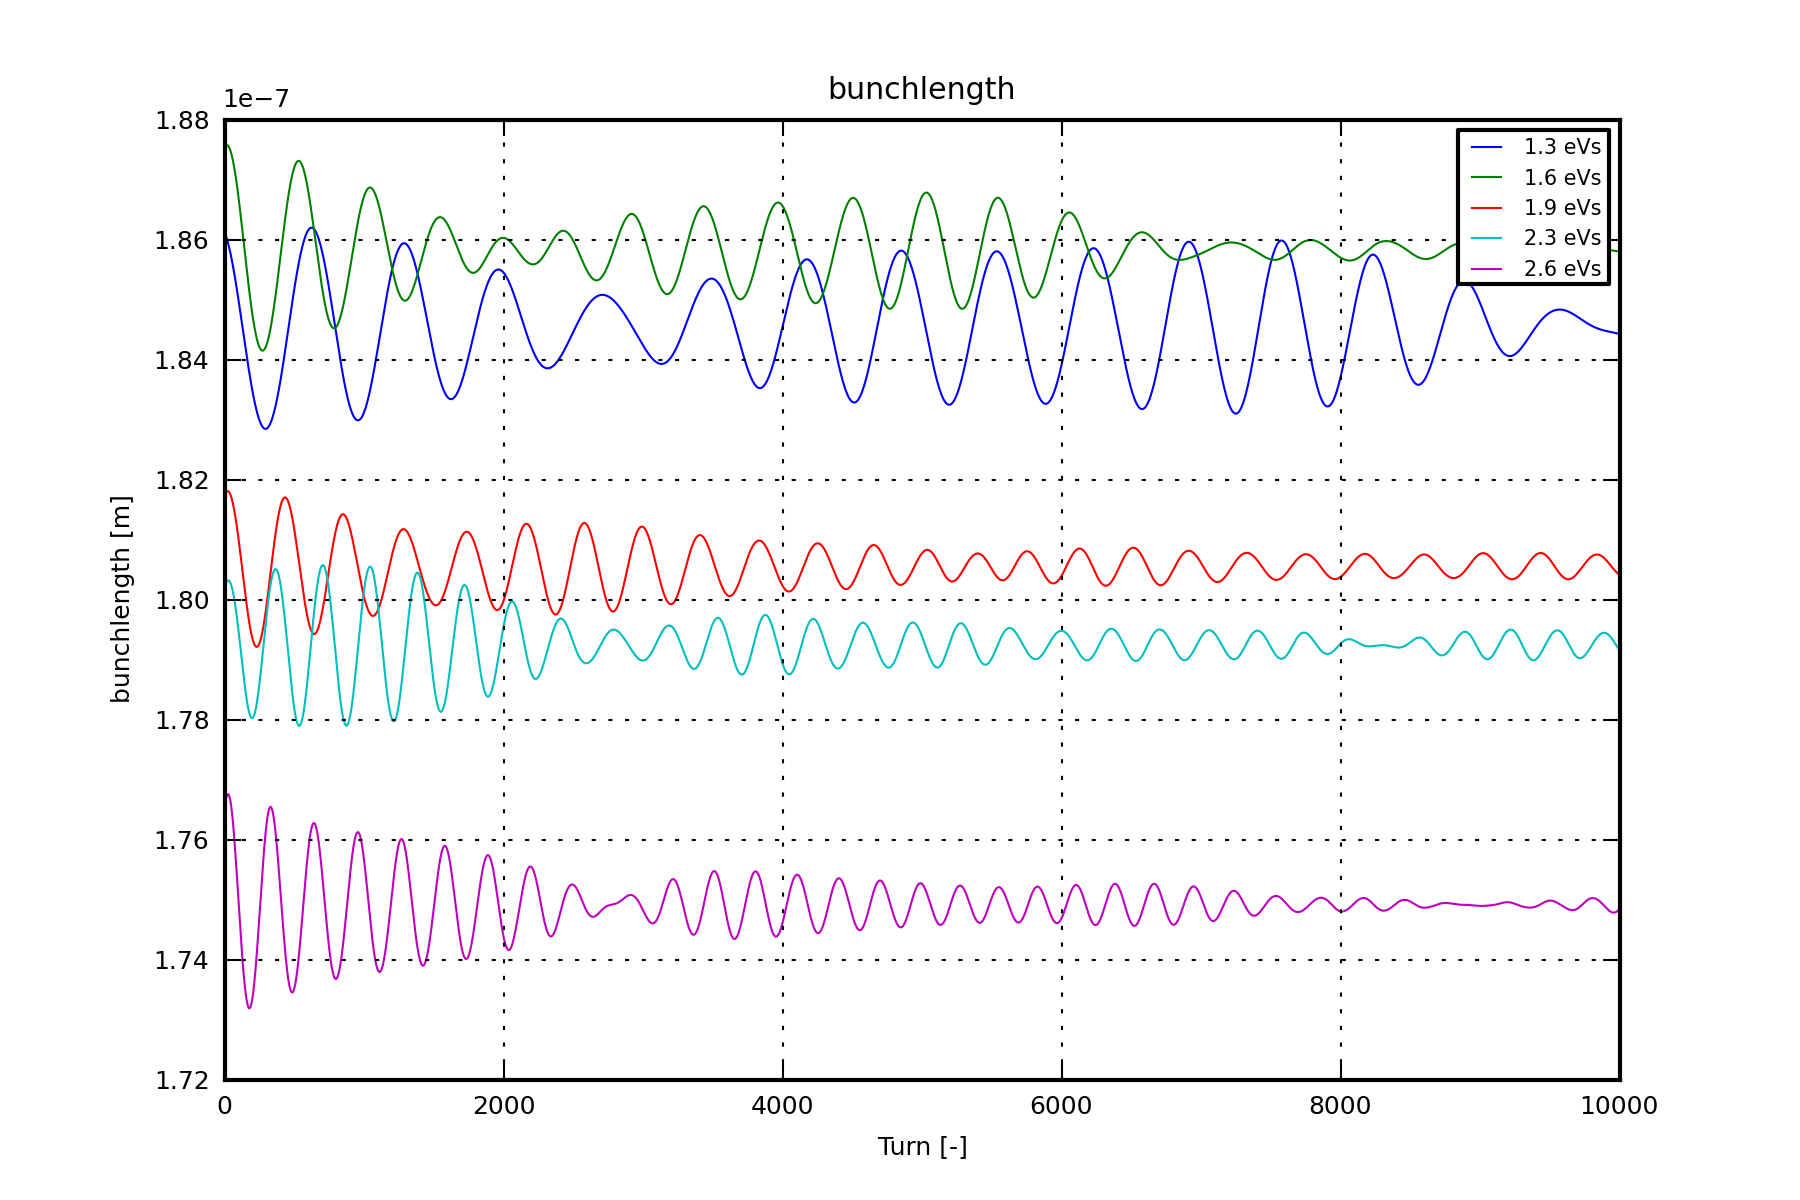 bunchlength
1e−7
1.88
1.86
1.84
1.82
1.80
1.78
1.76
1.74
1.72
bunchlength [m]
1.3 eVs
1.6 eVs
1.9 eVs
2.3 eVs
2.6 eVs
0 2000 4000 6000 8000 10000
Turn [-]